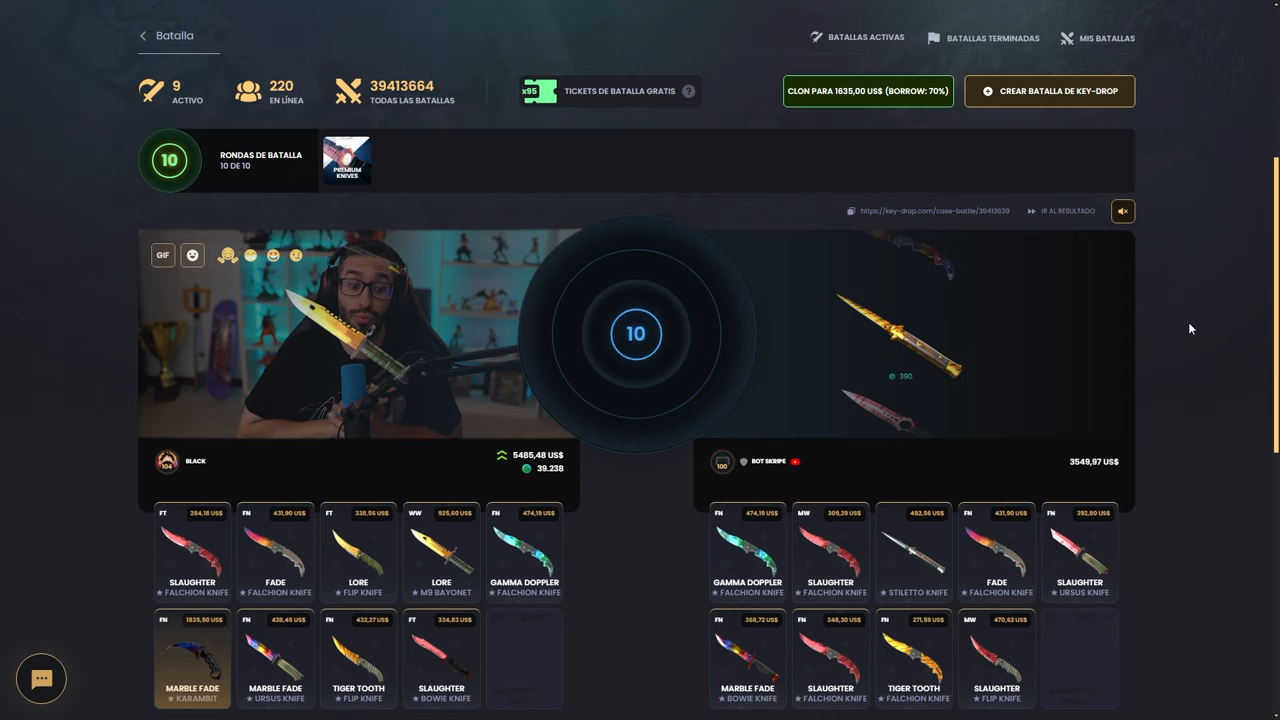 Batalla
BATALLAS ACTIVAS
BATALLAS TERMINADAS
MIS BATALLAS
9
ACTIVO
220
EN LÍNEA
39413664
TODAS LAS BATALLAS
x95
TICKETS DE BATALLA GRATIS
?
CLON PARA 1635,00 US$ (BORROW: 70%)
CREAR BATALLA DE KEY-DROP
10
RONDAS DE BATALLA
10 DE 10
PREMIUM
KNIVES
https://key-drop.com/case-battle/39413639
IR AL RESULTADO
GIF
10
390
104
BLACK
5485,48 US$
39.238
100
BOT SKRIPE
3549,97 US$
FT 284,18 US$
SLAUGHTER
★ FALCHION KNIFE
FN 431,90 US$
FADE
★ FALCHION KNIFE
FT 338,56 US$
LORE
★ FLIP KNIFE
WW 925,60 US$
LORE
★ M9 BAYONET
FN 474,19 US$
GAMMA DOPPLER
★ FALCHION KNIFE
FN 474,19 US$
GAMMA DOPPLER
★ FALCHION KNIFE
MW 309,29 US$
SLAUGHTER
★ FALCHION KNIFE
482,56 US$
★ STILETTO KNIFE
FN 431,90 US$
FADE
★ FALCHION KNIFE
FN 392,80 US$
SLAUGHTER
★ URSUS KNIFE
FN 1835,50 US$
MARBLE FADE
★ KARAMBIT
FN 428,45 US$
MARBLE FADE
★ URSUS KNIFE
FN 432,27 US$
TIGER TOOTH
★ FLIP KNIFE
FT 334,83 US$
SLAUGHTER
★ BOWIE KNIFE
FN 368,72 US$
MARBLE FADE
★ BOWIE KNIFE
FN 348,30 US$
SLAUGHTER
★ FALCHION KNIFE
FN 271,59 US$
TIGER TOOTH
★ FALCHION KNIFE
MW 470,62 US$
SLAUGHTER
★ FLIP KNIFE